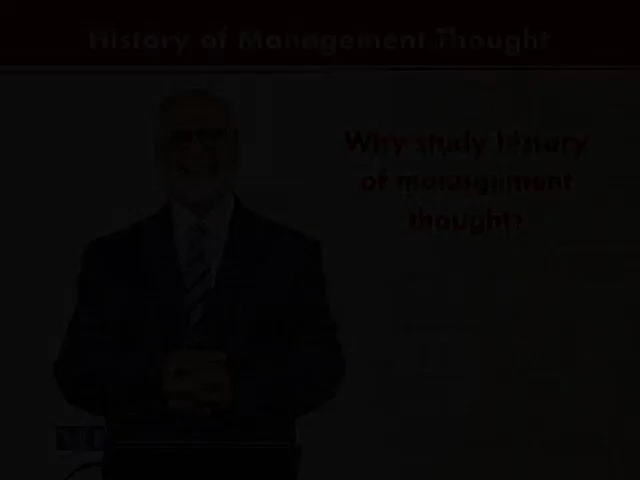 History of Management Thought
Why study history
of management
thought?